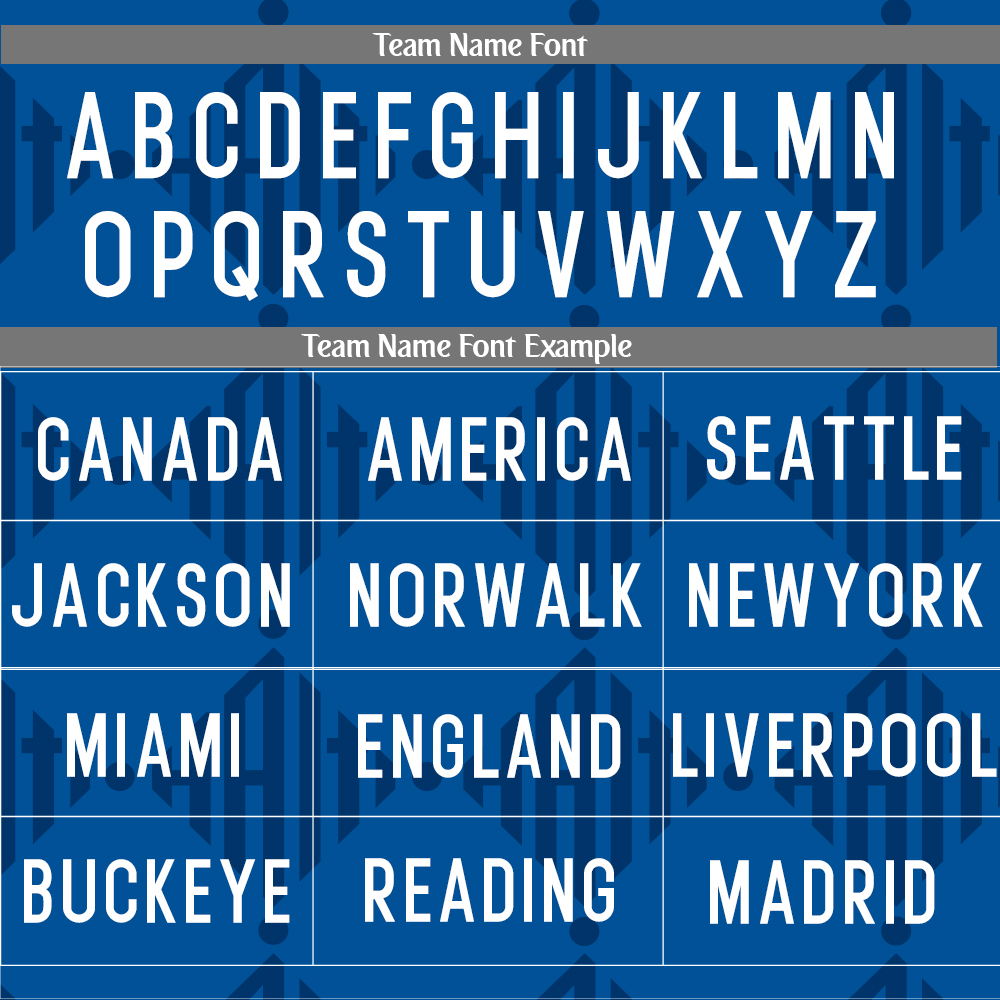 Team Name Font
ABCDEFGHIJKLMN
OPQRSTUVWXYZ
Team Name Font Example
CANADA AMERICA SEATTLE
JACKSON NORWALK NEWYORK
MIAMI ENGLAND LIVERPOOL
BUCKEYE READING MADRID